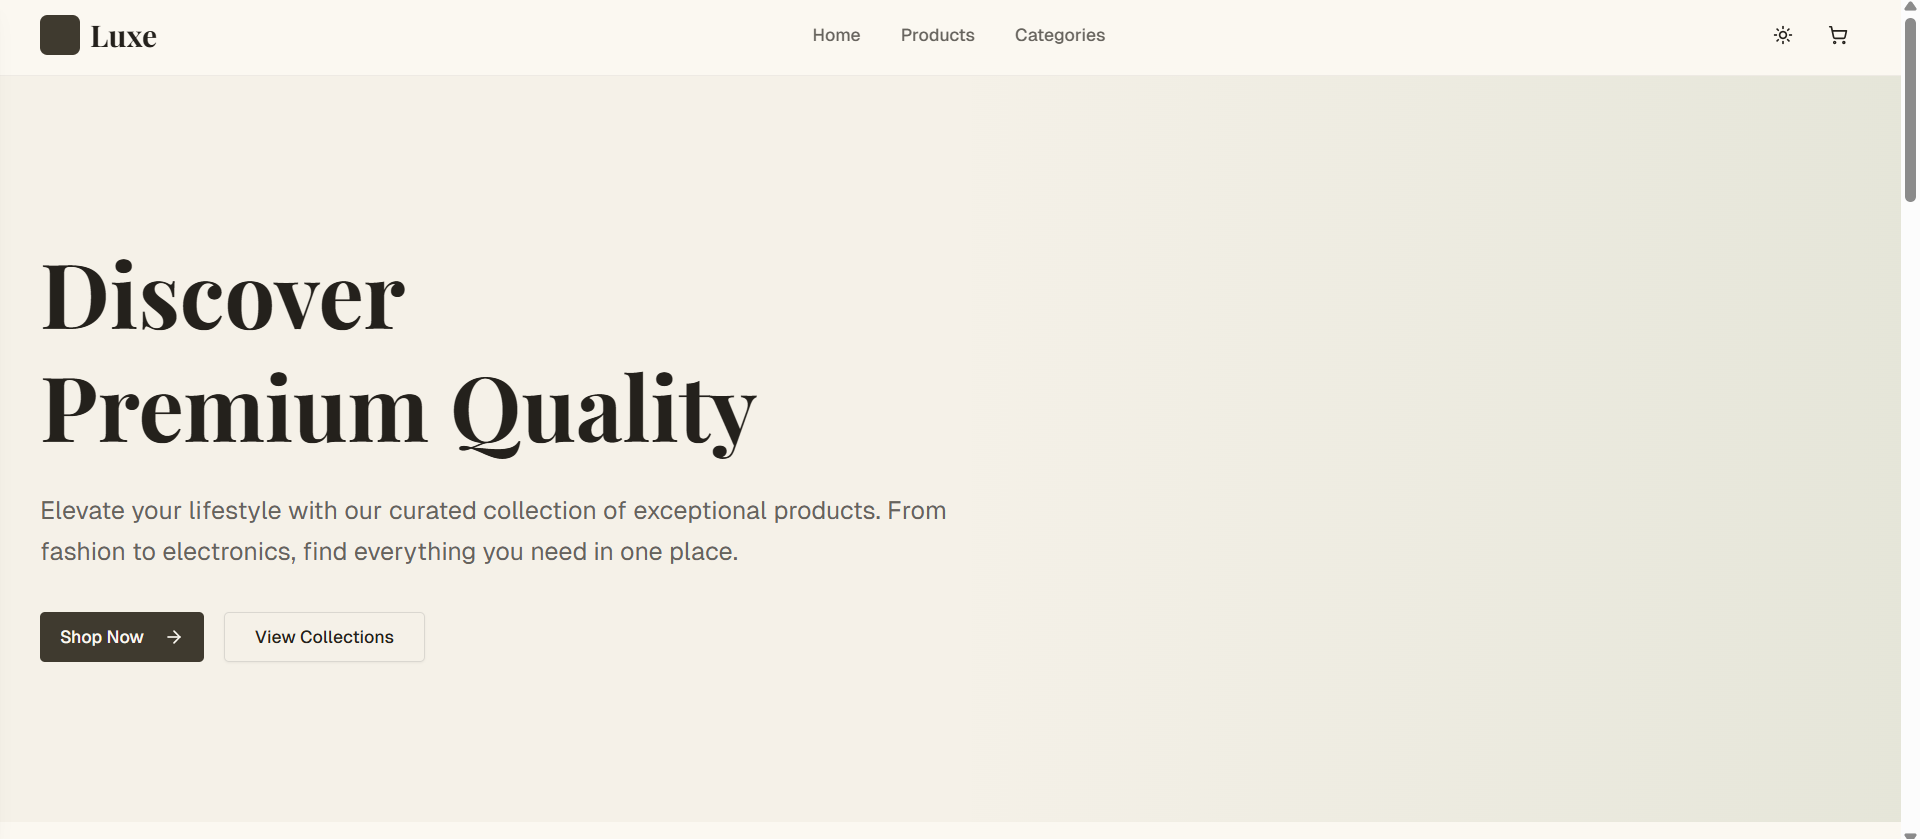 Luxe
Home
Products
Categories
Discover
Premium Quality
Elevate your lifestyle with our curated collection of exceptional products. From
fashion to electronics, find everything you need in one place.
Shop Now
View Collections